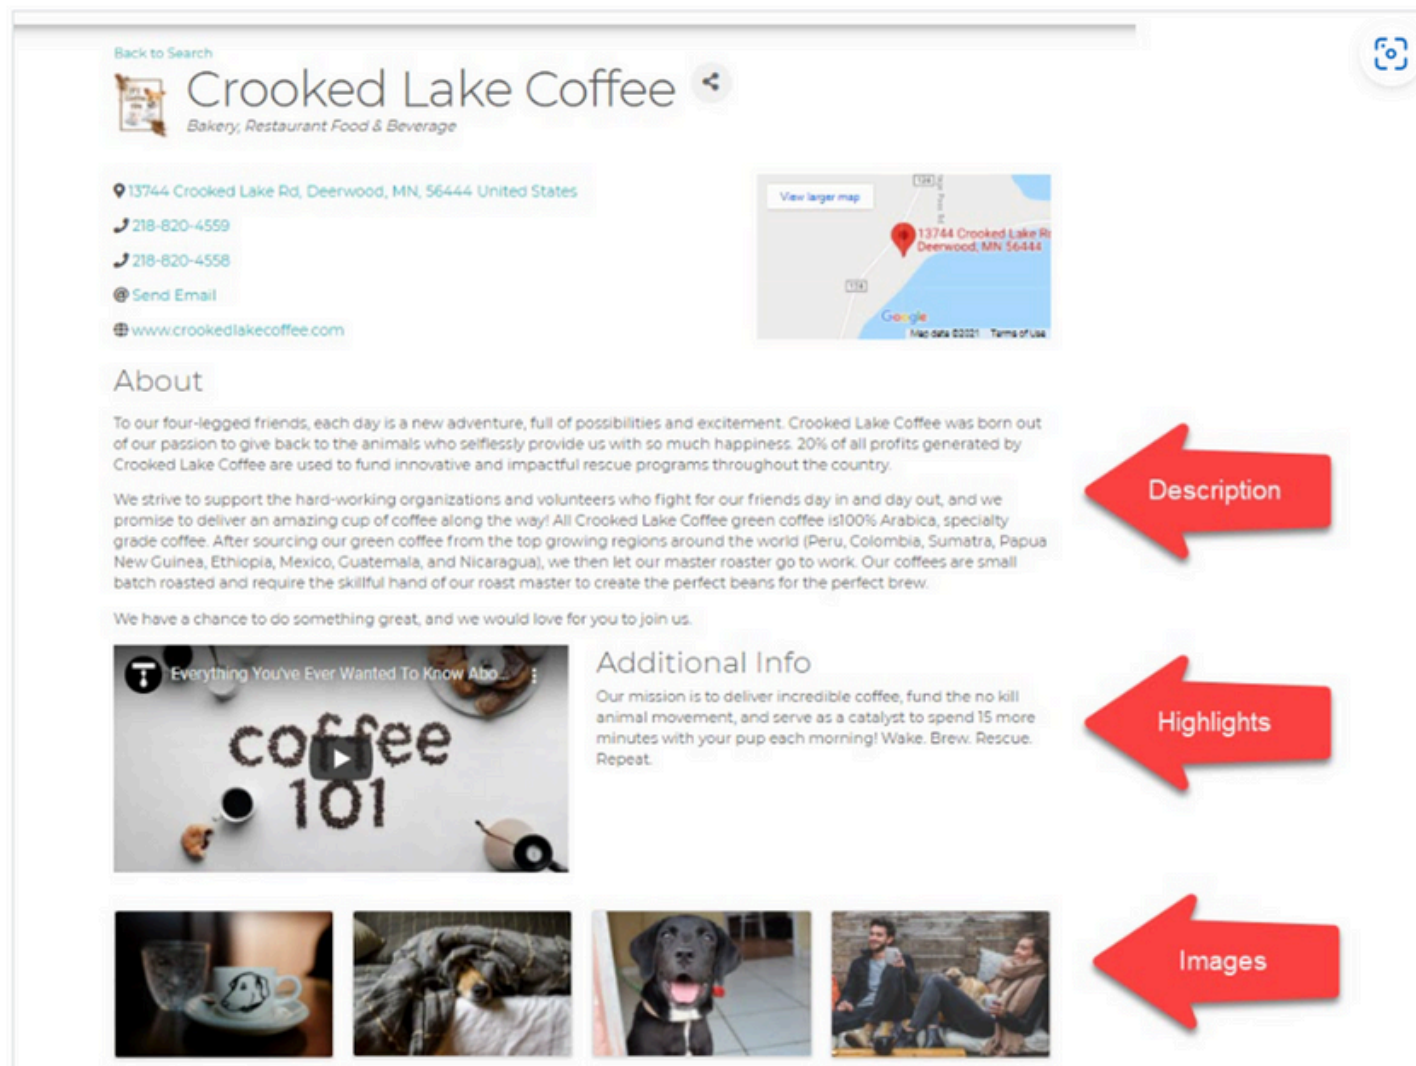 Back to Search
Crooked Lake Coffee
Bakery, Restaurant Food & Beverage
13744 Crooked Lake Rd, Deerwood, MN, 56444 United States
218-820-4559
218-820-4558
@ Send Email
www.crookedlakecoffee.com
View larger map
124
13744 Crooked Lake R
Deerwood, MN 56444
Google
Map data ©2021 Terms of Use
About
To our four-legged friends, each day is a new adventure, full of possibilities and excitement. Crooked Lake Coffee was born out
of our passion to give back to the animals who selflessly provide us with so much happiness. 20% of all profits generated by
Crooked Lake Coffee are used to fund innovative and impactful rescue programs throughout the country.
We strive to support the hard-working organizations and volunteers who fight for our friends day in and day out, and we
promise to deliver an amazing cup of coffee along the way! All Crooked Lake Coffee green coffee is100% Arabica, specialty
grade coffee. After sourcing our green coffee from the top growing regions around the world (Peru, Colombia, Sumatra, Papua
New Guinea, Ethiopia, Mexico, Guatemala, and Nicaragua), we then let our master roaster go to work. Our coffees are small
batch roasted and require the skillful hand of our roast master to create the perfect beans for the perfect brew.
We have a chance to do something great, and we would love for you to join us.
Description
Everything You've Ever Wanted To Know Abo...
coffee
101
Additional Info
Our mission is to deliver incredible coffee, fund the no kill
animal movement, and serve as a catalyst to spend 15 more
minutes with your pup each morning! Wake. Brew. Rescue.
Repeat.
Highlights
Images